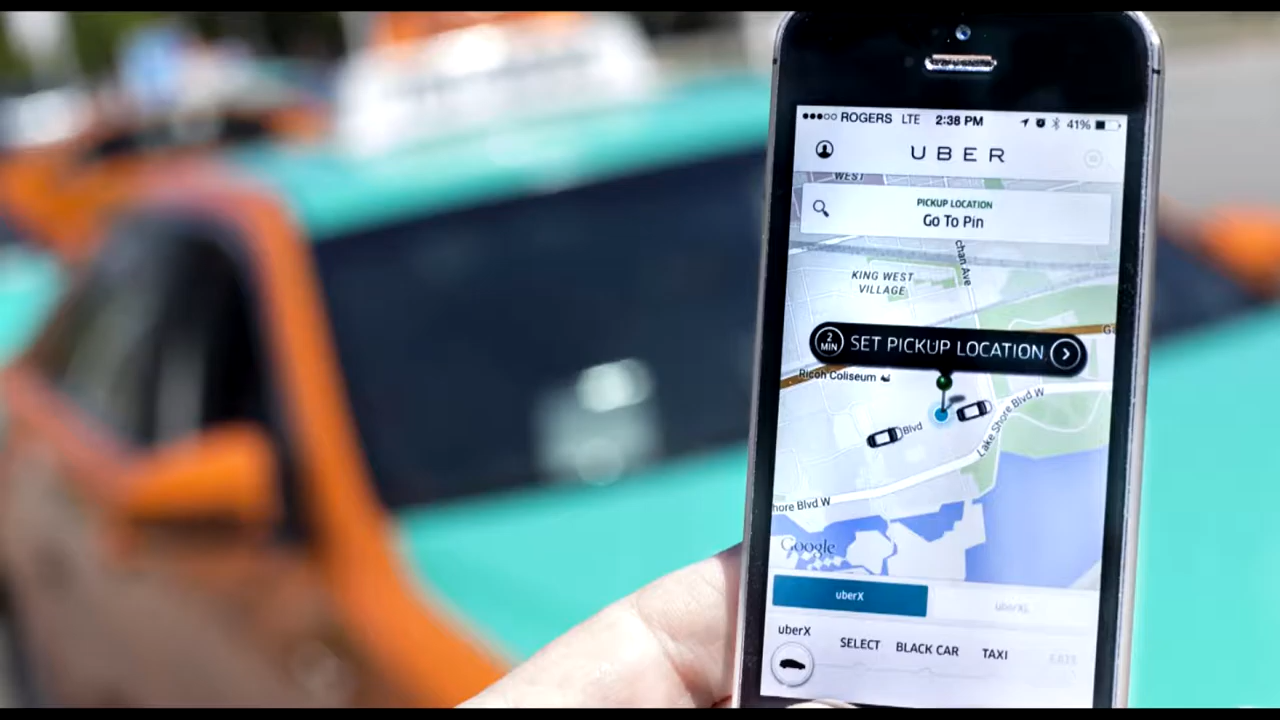 ROGERS LTE 2:38 PM 41%
UBER
WEST
PICKUP LOCATION
Go To Pin
chan Ave
KING WEST
VILLAGE
G
2
MIN
SET PICKUP LOCATION
Ricoh Coliseum
Blvd
Lake Shore Blvd W
hore Blvd W
Google
uberX
uberXL
uberX
SELECT
BLACK CAR
TAXI